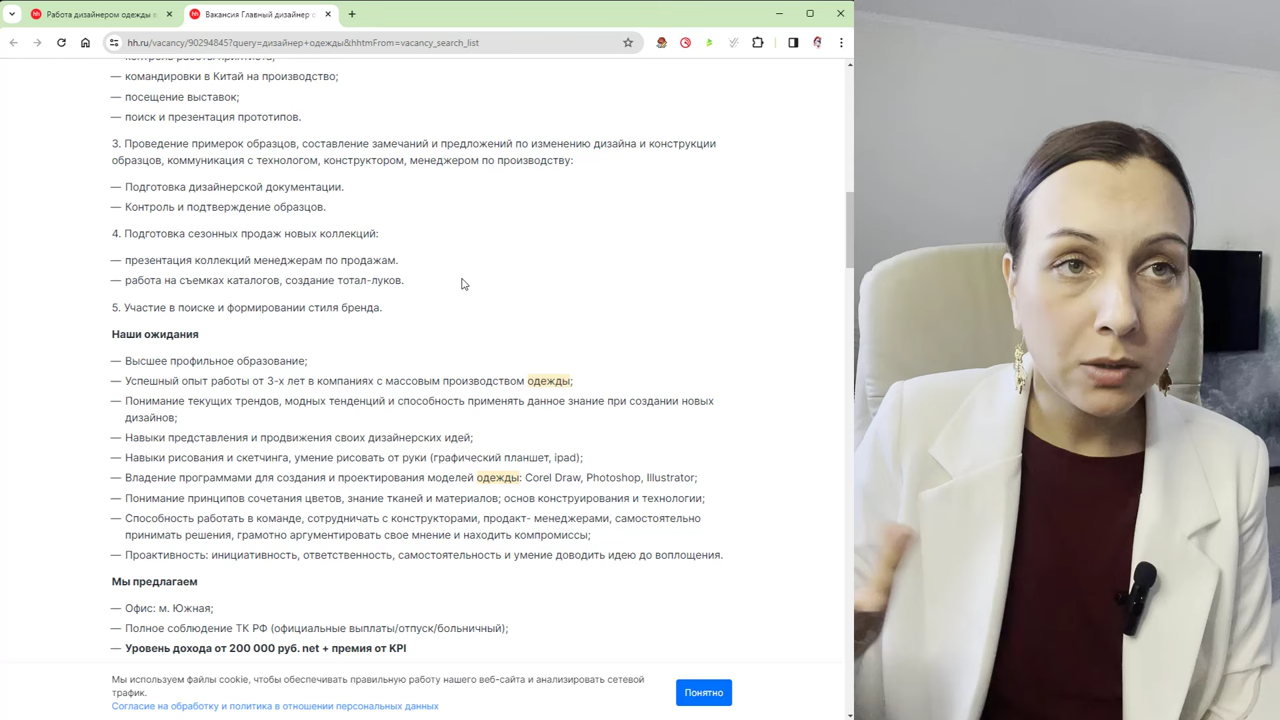 Работа дизайнером одежды в
Вакансия Главный дизайнер о
hh.ru/vacancy/90294845?query=дизайнер+одежды&hhtmFrom=vacancy_search_list
— командировки в Китай на производство;
— посещение выставок;
— поиск и презентация прототипов.
3. Проведение примерок образцов, составление замечаний и предложений по изменению дизайна и конструкции
образцов, коммуникация с технологом, конструктором, менеджером по производству:
— Подготовка дизайнерской документации.
— Контроль и подтверждение образцов.
4. Подготовка сезонных продаж новых коллекций:
— презентация коллекций менеджерам по продажам.
— работа на съемках каталогов, создание тотал-луков.
5. Участие в поиске и формировании стиля бренда.
Наши ожидания
— Высшее профильное образование;
— Успешный опыт работы от 3-х лет в компаниях с массовым производством одежды;
— Понимание текущих трендов, модных тенденций и способность применять данное знание при создании новых
дизайнов;
— Навыки представления и продвижения своих дизайнерских идей;
— Навыки рисования и скетчинга, умение рисовать от руки (графический планшет, ipad);
— Владение программами для создания и проектирования моделей одежды: Corel Draw, Photoshop, Illustrator;
— Понимание принципов сочетания цветов, знание тканей и материалов; основ конструирования и технологии;
— Способность работать в команде, сотрудничать с конструкторами, продакт- менеджерами, самостоятельно
принимать решения, грамотно аргументировать свое мнение и находить компромиссы;
— Проактивность: инициативность, ответственность, самостоятельность и умение доводить идею до воплощения.
Мы предлагаем
— Офис: м. Южная;
— Полное соблюдение ТК РФ (официальные выплаты/отпуск/больничный);
— Уровень дохода от 200 000 руб. net + премия от KPI
Мы используем файлы cookie, чтобы обеспечивать правильную работу нашего веб-сайта и анализировать сетевой
трафик.
Согласие на обработку и политика в отношении персональных данных
Понятно